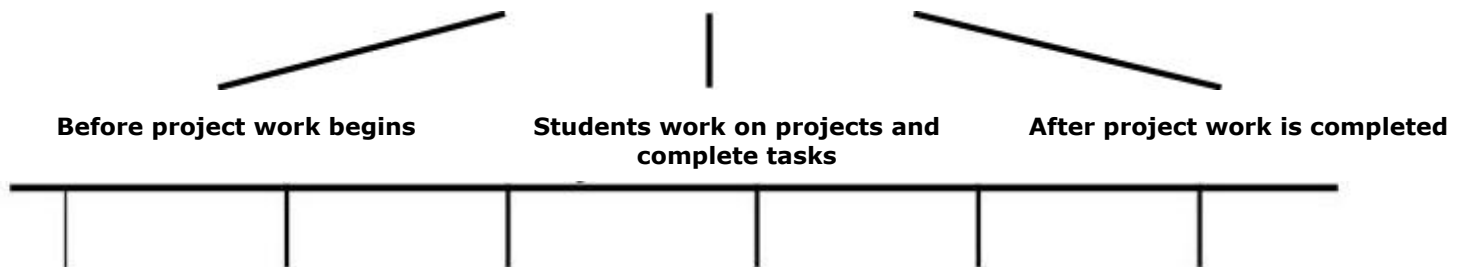 Before project work begins
Students work on projects and
complete tasks
After project work is completed